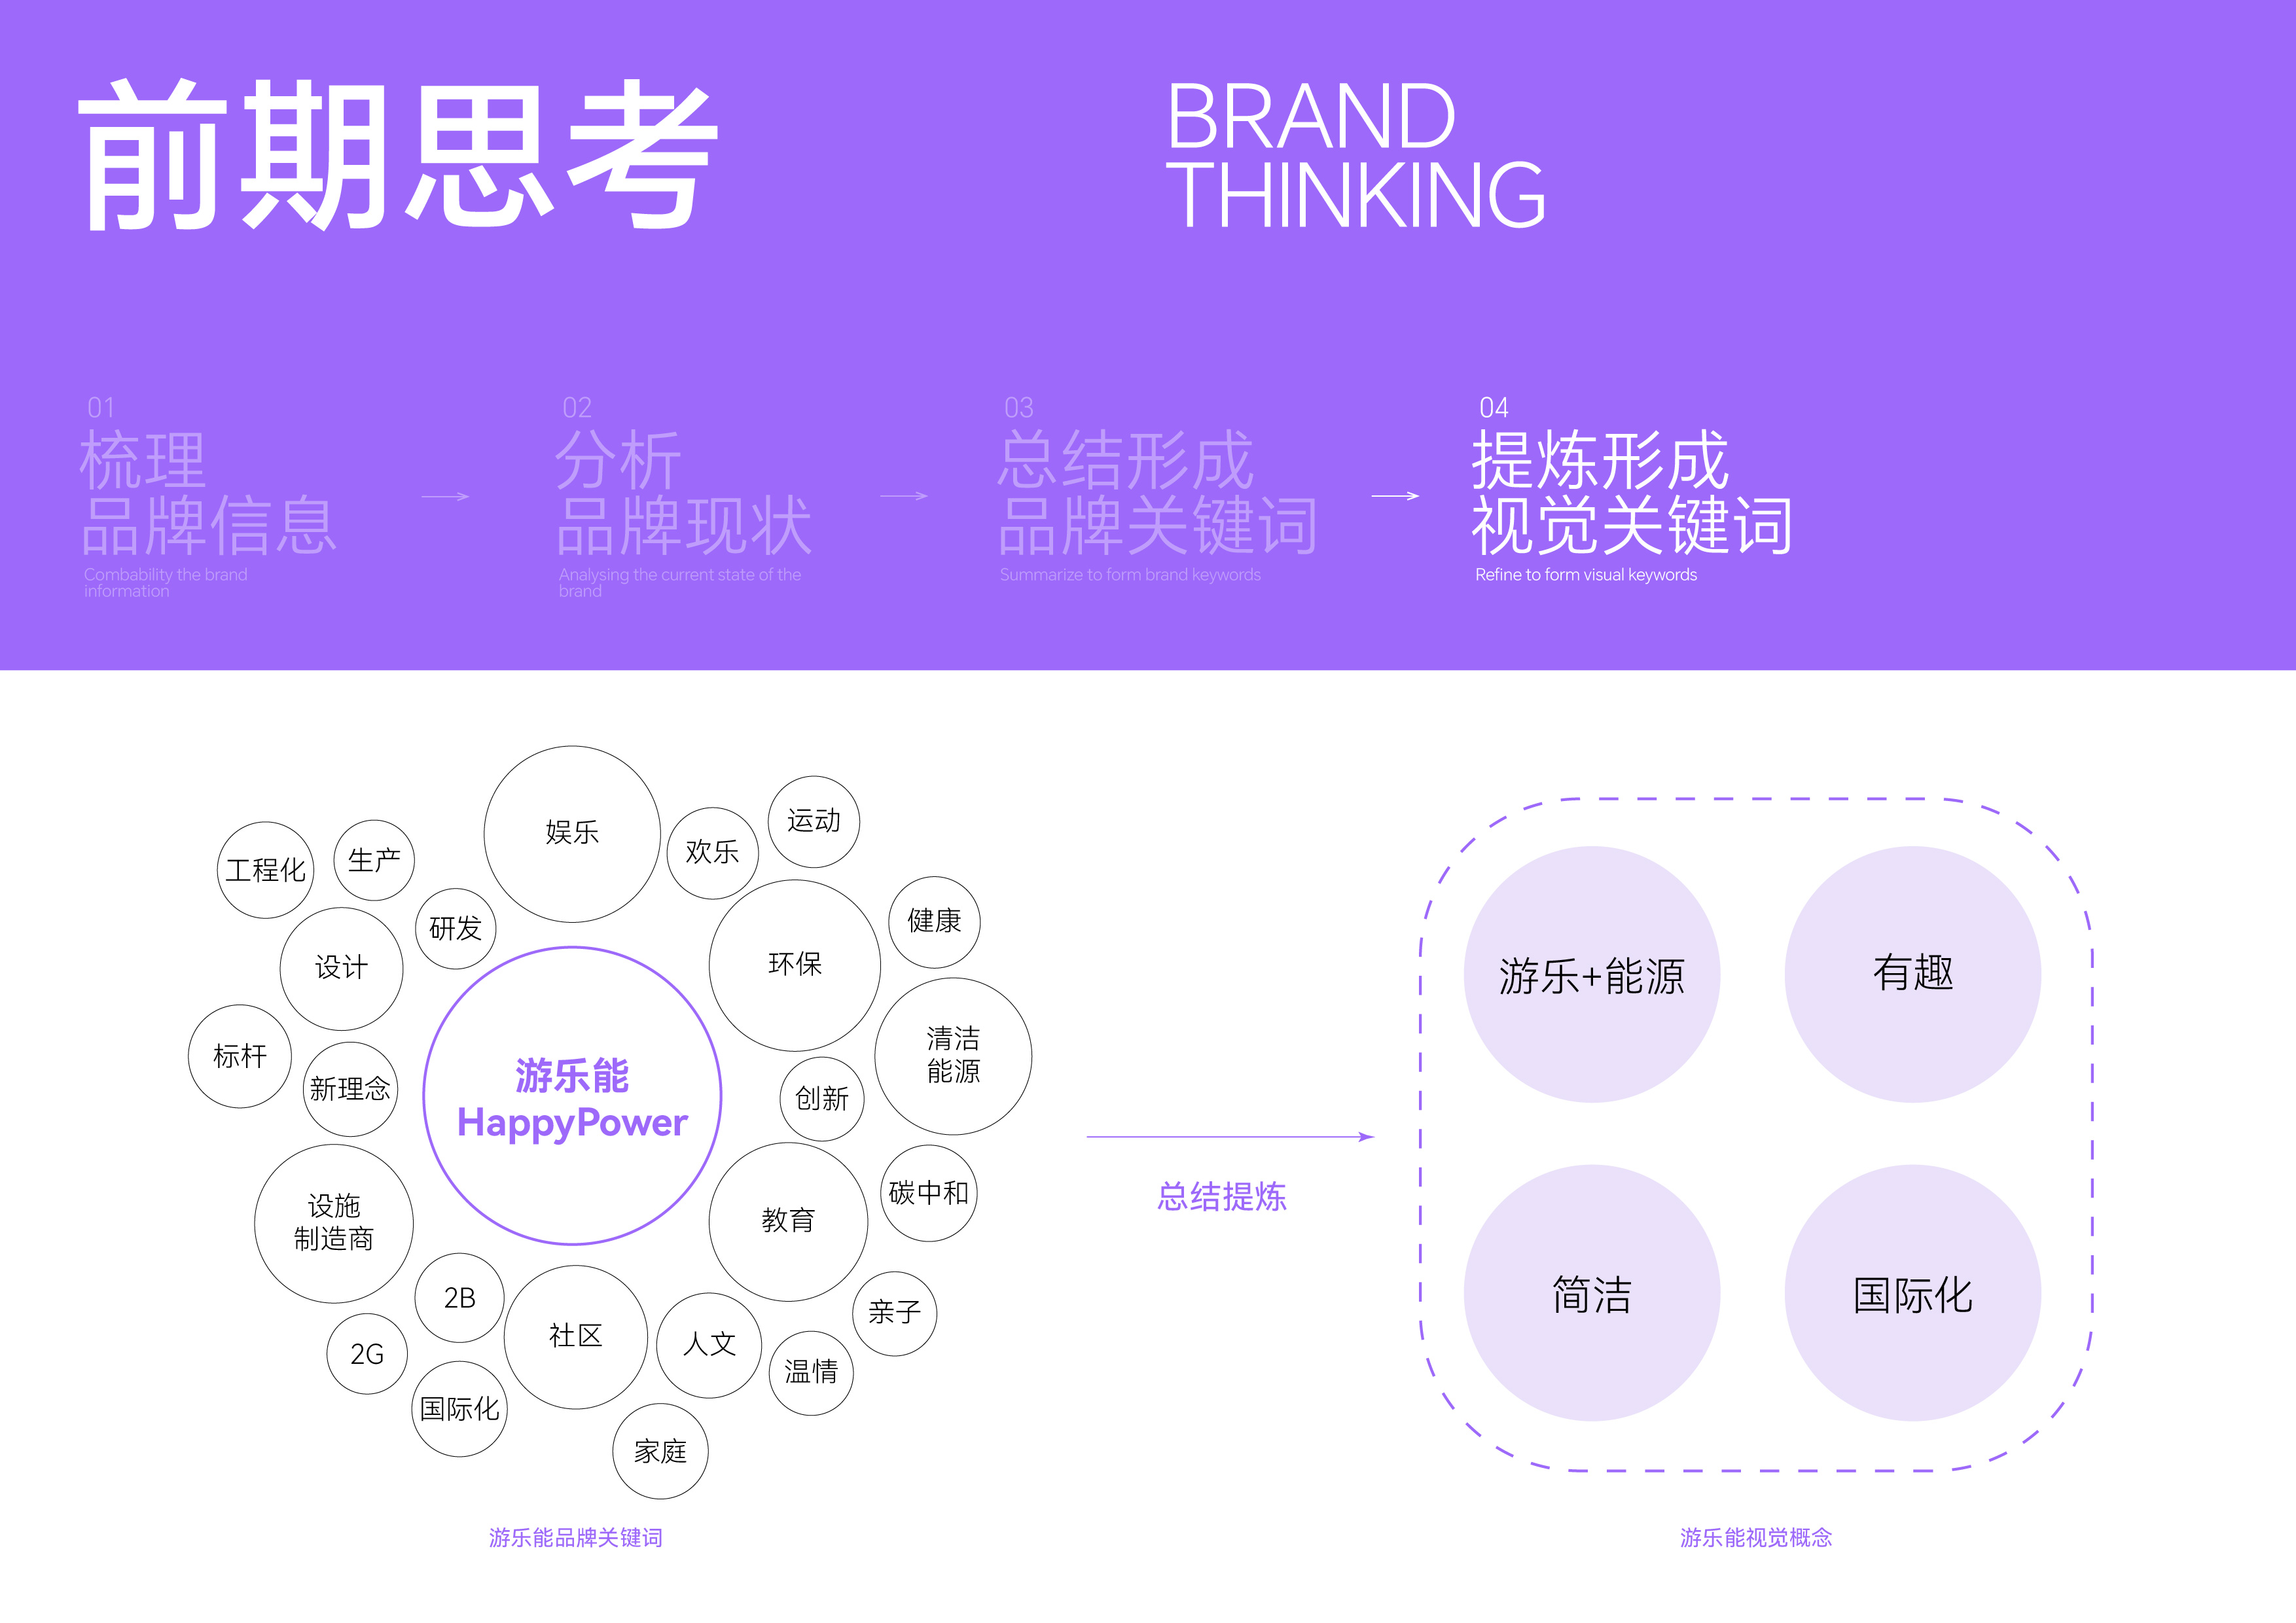 前期思考
BRAND
THINKING
01
梳理
品牌信息
Combability the brand
information
02
分析
品牌现状
Analysing the current state of the
brand
03
总结形成
品牌关键词
Summarize to form brand keywords
04
提炼形成
视觉关键词
Refine to form visual keywords
娱乐
欢乐
运动
工程化
生产
研发
设计
环保
健康
标杆
新理念
游乐能
HappyPower
创新
清洁
能源
设施
制造商
教育
碳中和
2B
2G
社区
人文
亲子
温情
国际化
家庭
游乐能品牌关键词
总结提炼
游乐+能源
有趣
简洁
国际化
游乐能视觉概念